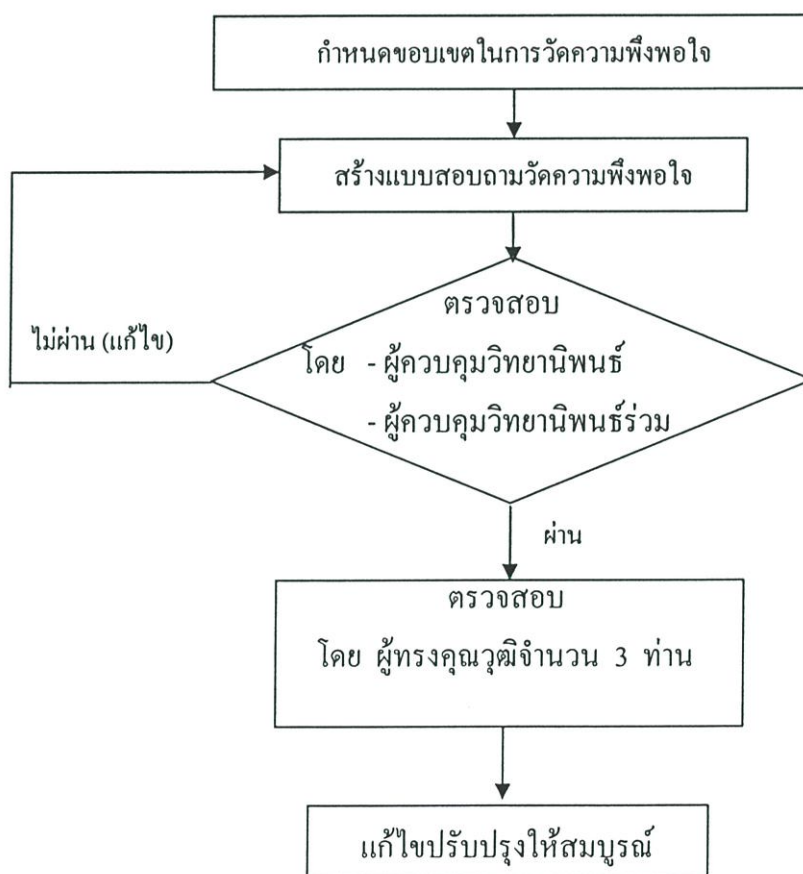 กำหนดขอบเขตในการวัดความพึงพอใจ
สร้างแบบสอบถามวัดความพึงพอใจ
ตรวจสอบ
ไม่ผ่าน (แก้ไข)
โดย - ผู้ควบคุมวิทยานิพนธ์
- ผู้ควบคุมวิทยานิพนธ์ร่วม
ผ่าน
ตรวจสอบ
โดย ผู้ทรงคุณวุฒิจำนวน 3 ท่าน
แก้ไขปรับปรุงให้สมบูรณ์